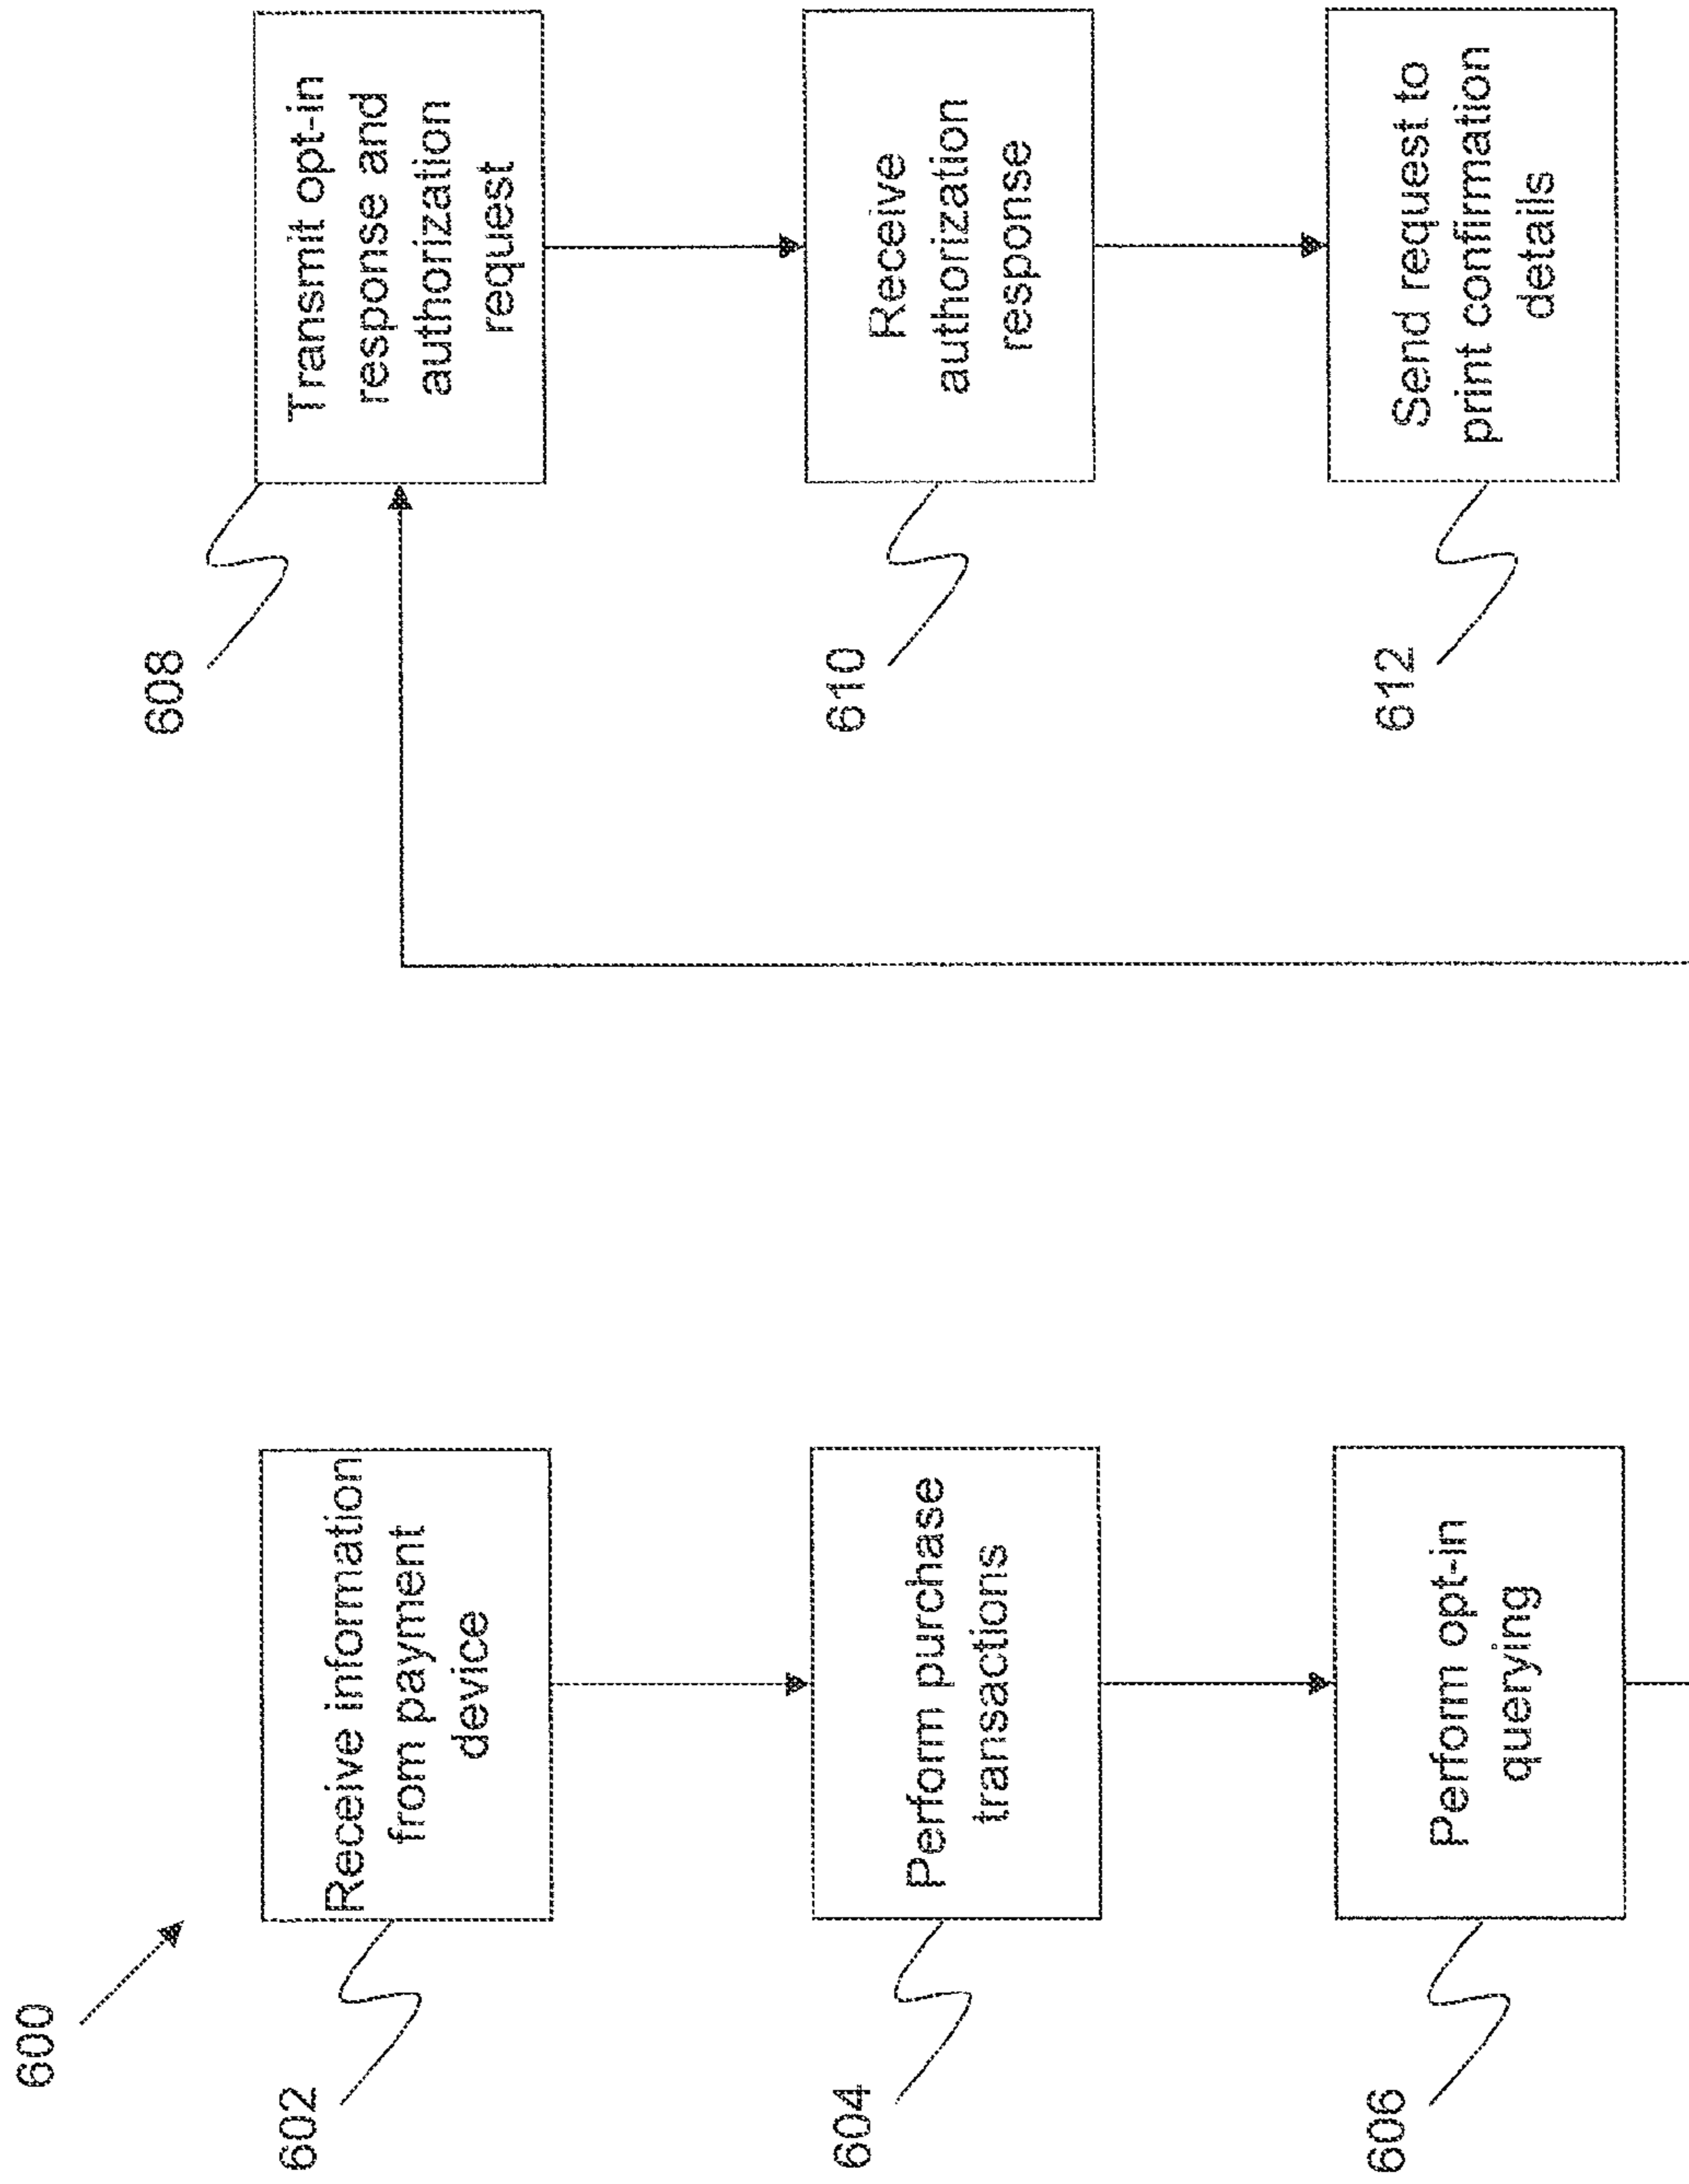 600
602
Receive information
from payment
device
604
Perform purchase
transactions
606
Perform opt-in
querying
608
Transmit opt-in
response and
authorization
request
610
Receive
authorization
response
612
Send request to
print confirmation
details